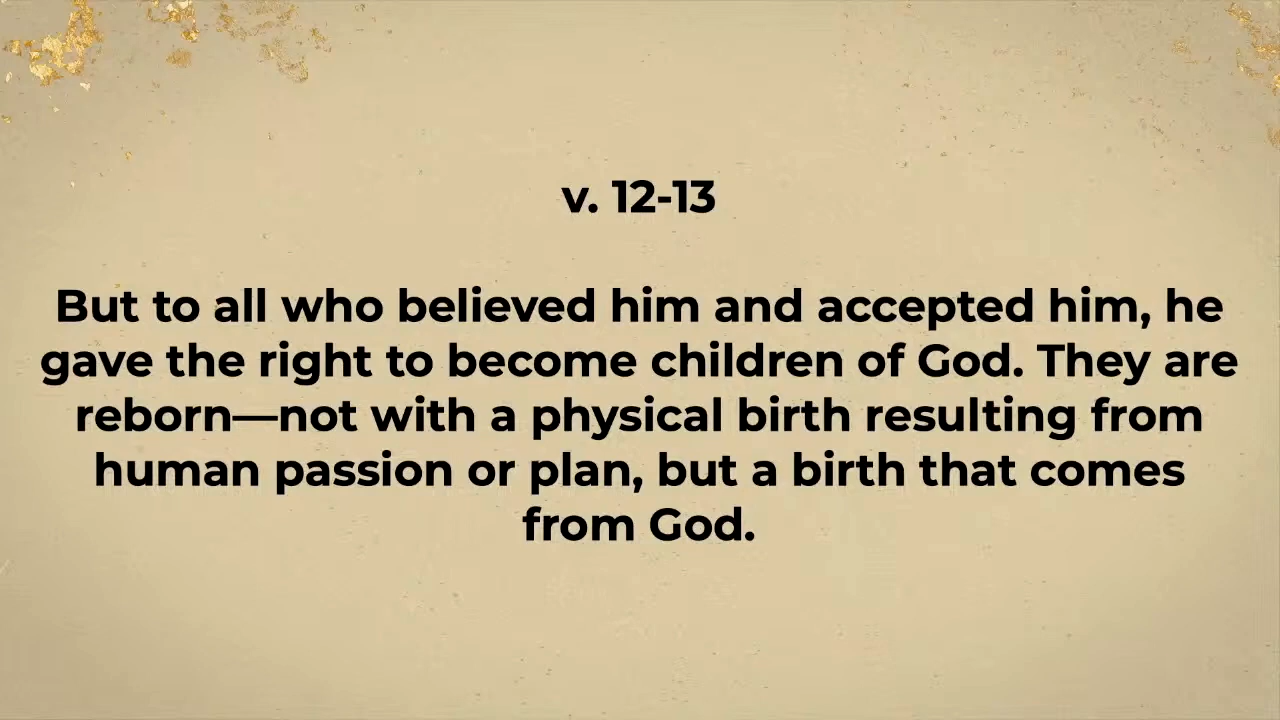 v. 12-13
But to all who believed him and accepted him, he
gave the right to become children of God. They are
reborn—not with a physical birth resulting from
human passion or plan, but a birth that comes
from God.